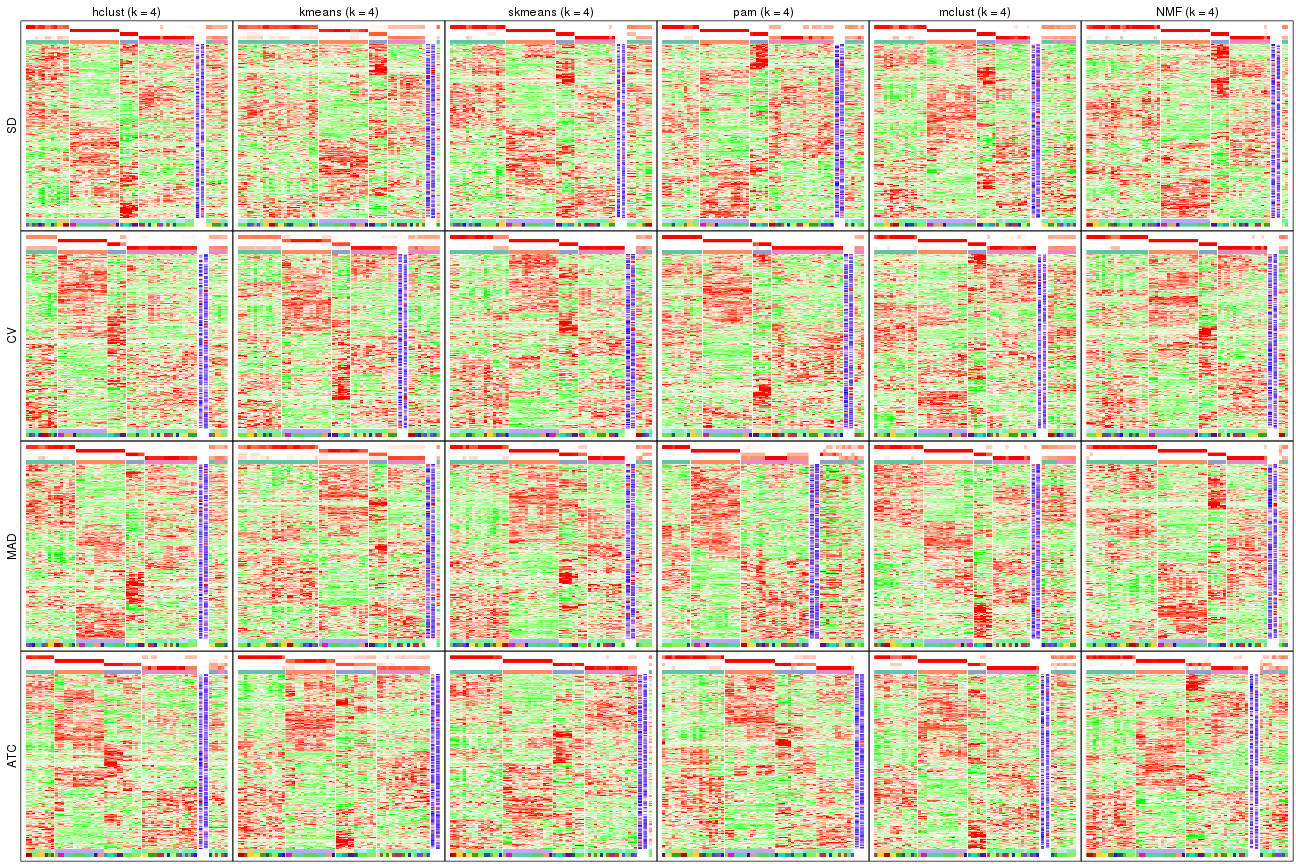 hclust (k = 4) kmeans (k = 4) skmeans (k = 4) pam (k = 4) mclust (k = 4) NMF (k = 4)
SD
CV
MAD
ATC